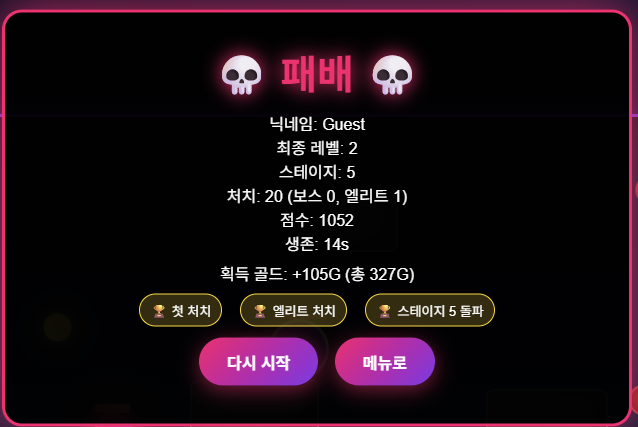 패배
닉네임: Guest
최종 레벨: 2
스테이지: 5
처치: 20 (보스 0, 엘리트 1)
점수: 1052
생존: 14s
획득 골드: +105G (총 327G)
첫 처치 엘리트 처치 스테이지 5 돌파
다시 시작 메뉴로